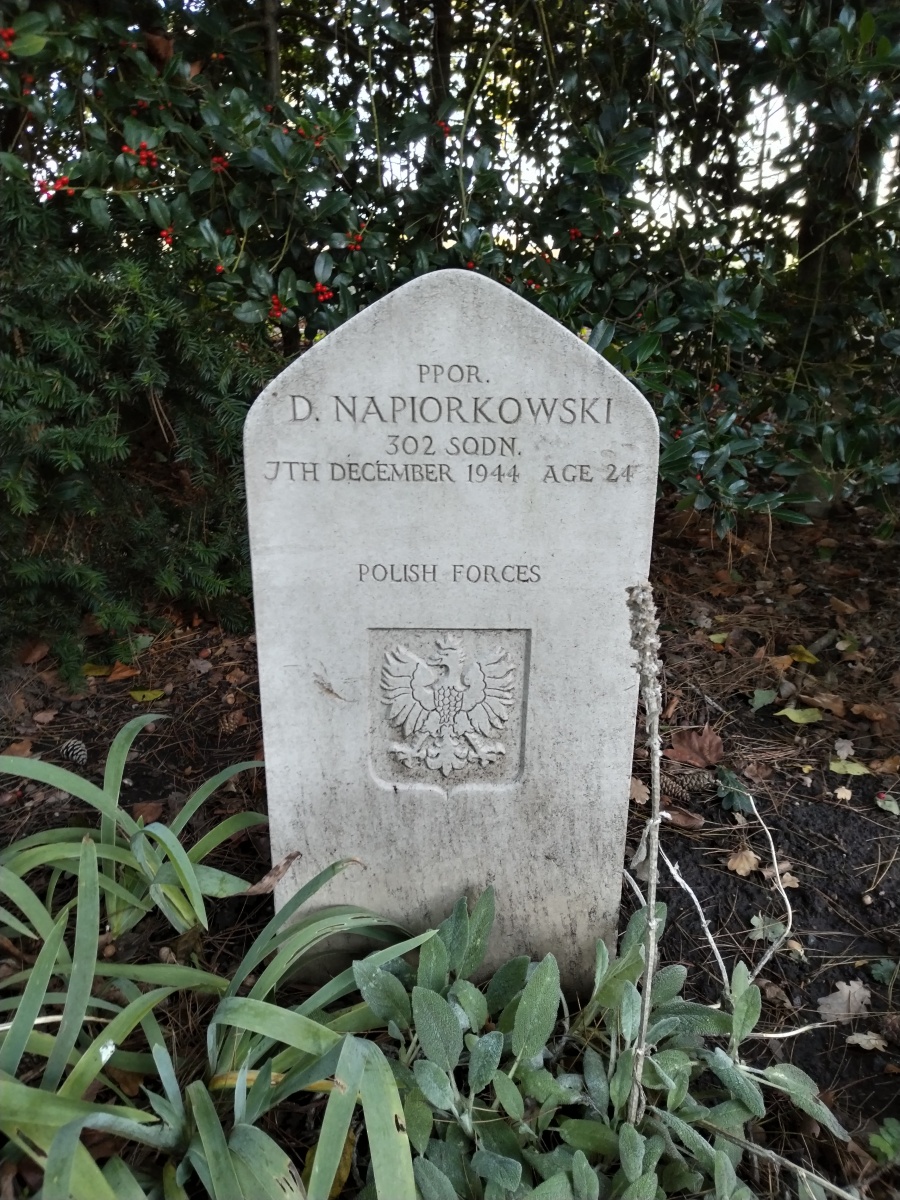 PPOR.
D. NAPIORKOWSKI
302 SQDN.
7TH DECEMBER 1944 AGE 24
POLISH FORCES